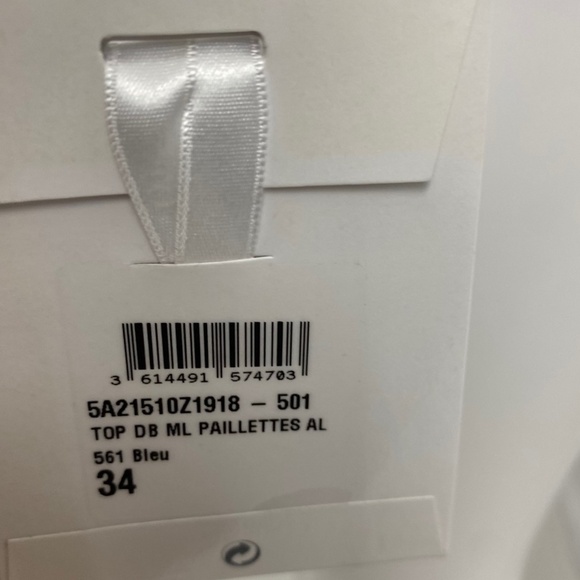 3 614491 574703
5A21510Z1918 – 501
TOP DB ML PAILLETTES AL
561 Bleu
34